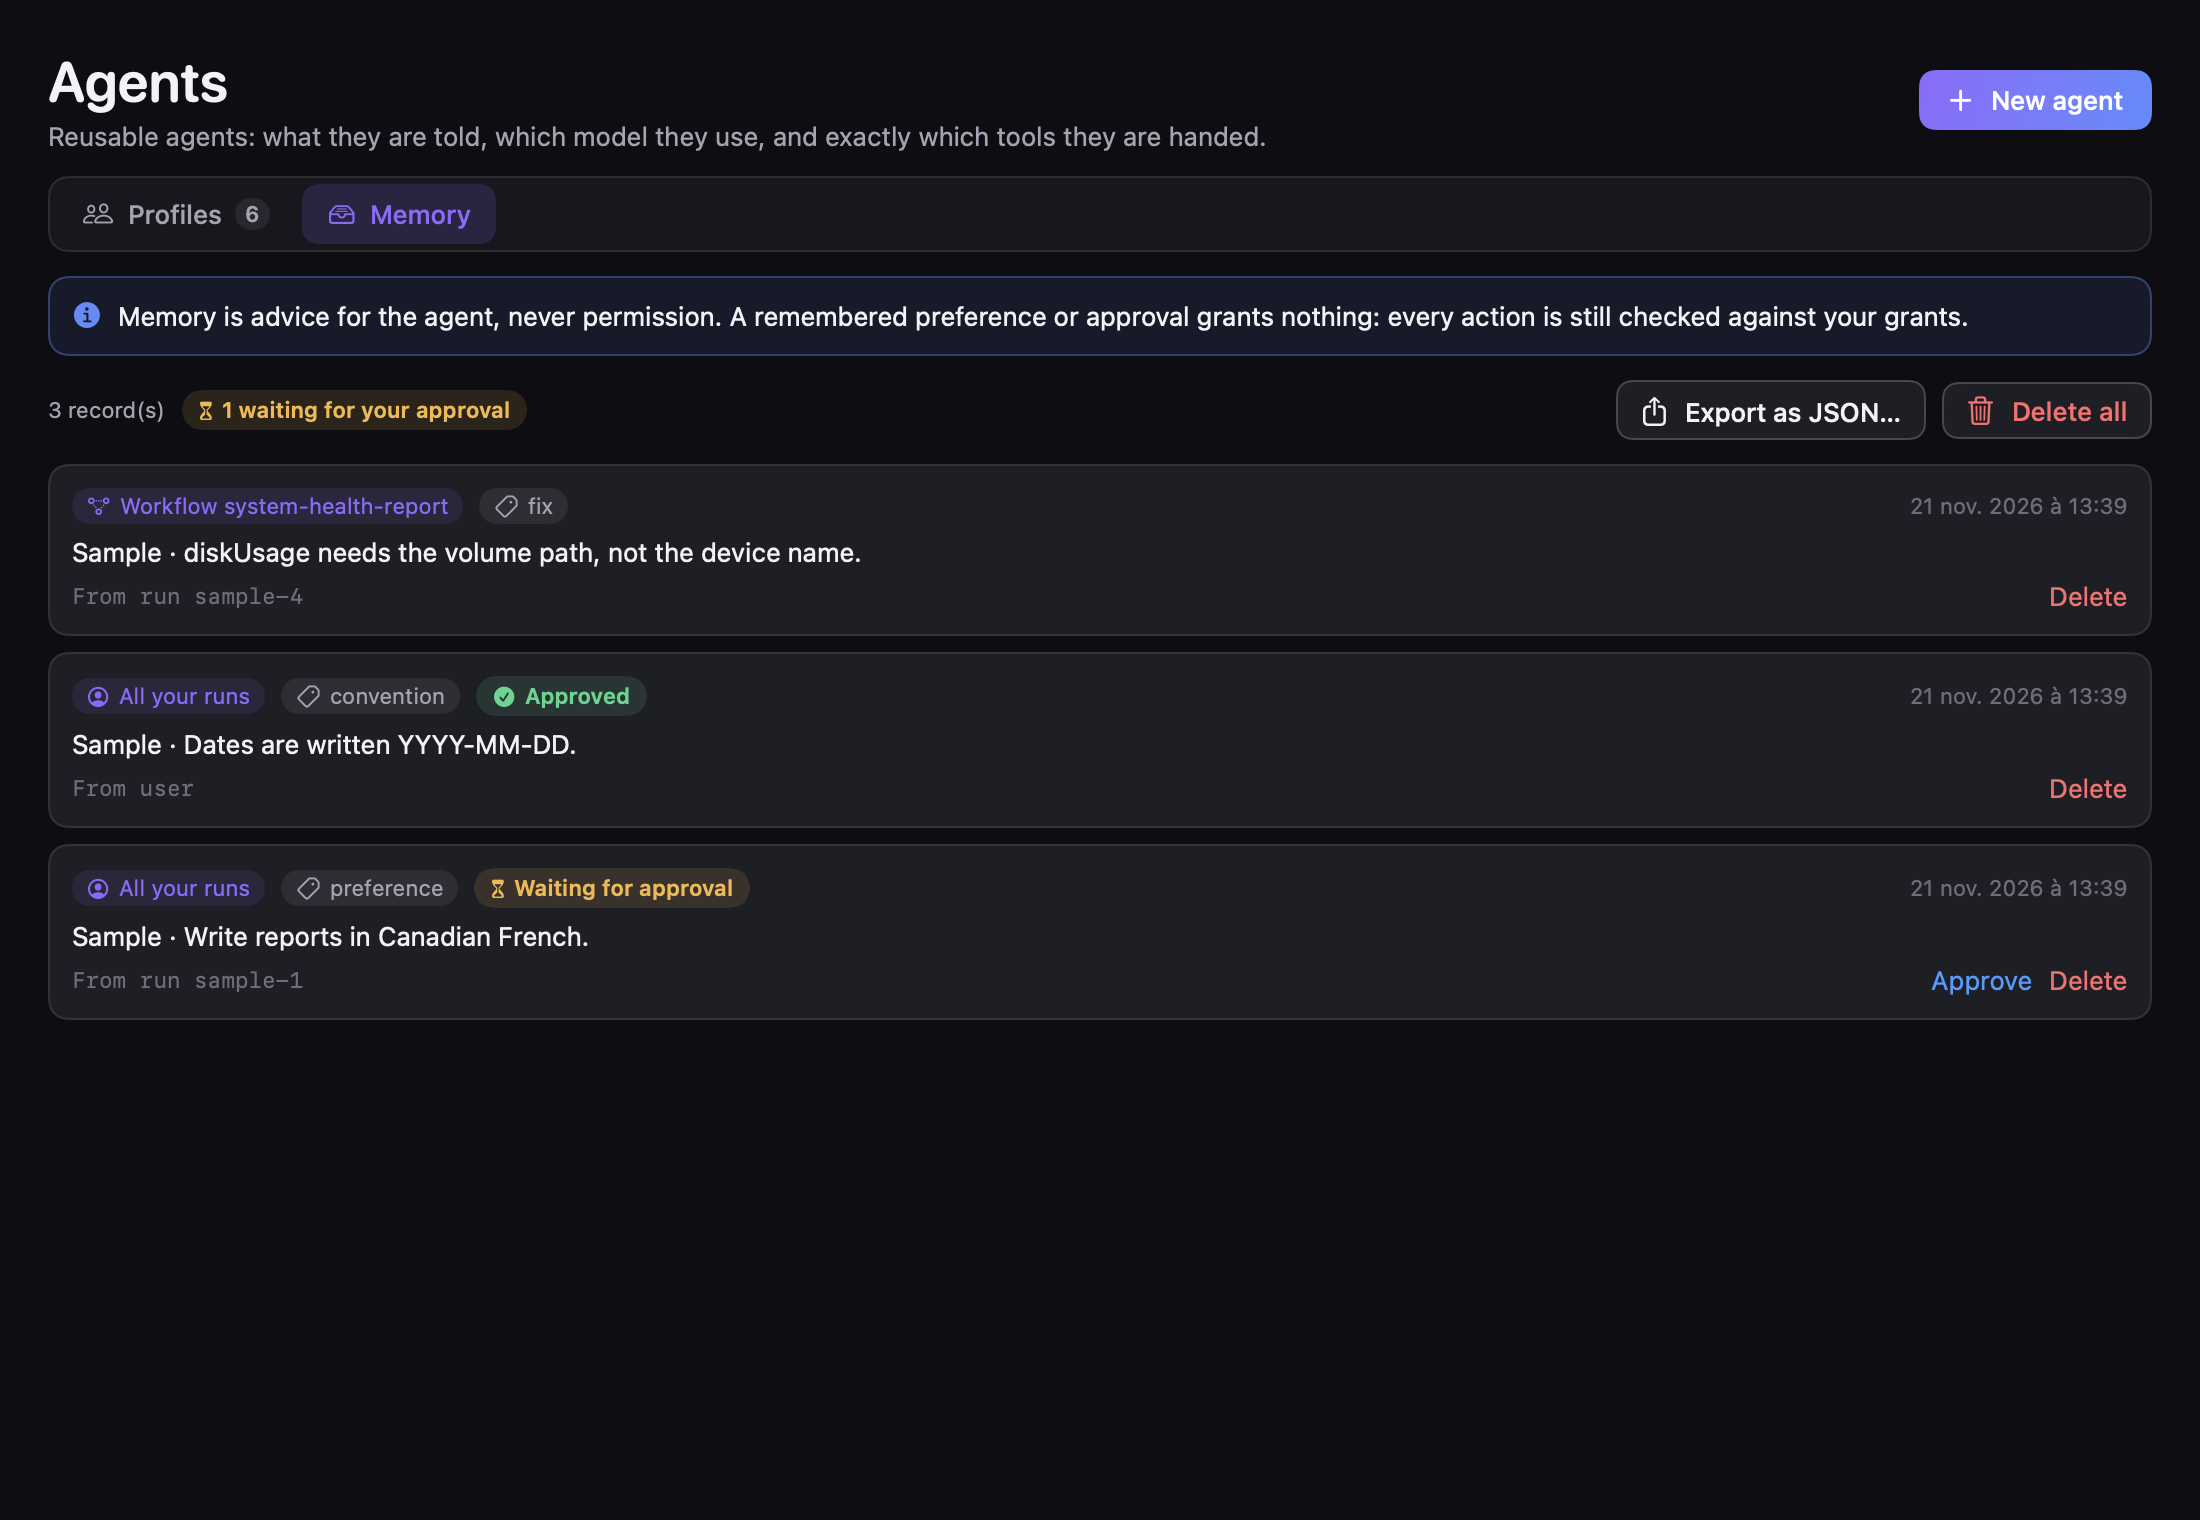 Agents
Reusable agents: what they are told, which model they use, and exactly which tools they are handed.
New agent
Profiles 6
Memory
Memory is advice for the agent, never permission. A remembered preference or approval grants nothing: every action is still checked against your grants.
3 record(s)
1 waiting for your approval
Export as JSON...
Delete all
Workflow system-health-report
fix
21 nov. 2026 à 13:39
Sample · diskUsage needs the volume path, not the device name.
From run sample-4
Delete
All your runs
convention
Approved
21 nov. 2026 à 13:39
Sample · Dates are written YYYY-MM-DD.
From user
Delete
All your runs
preference
Waiting for approval
21 nov. 2026 à 13:39
Sample · Write reports in Canadian French.
From run sample-1
Approve
Delete